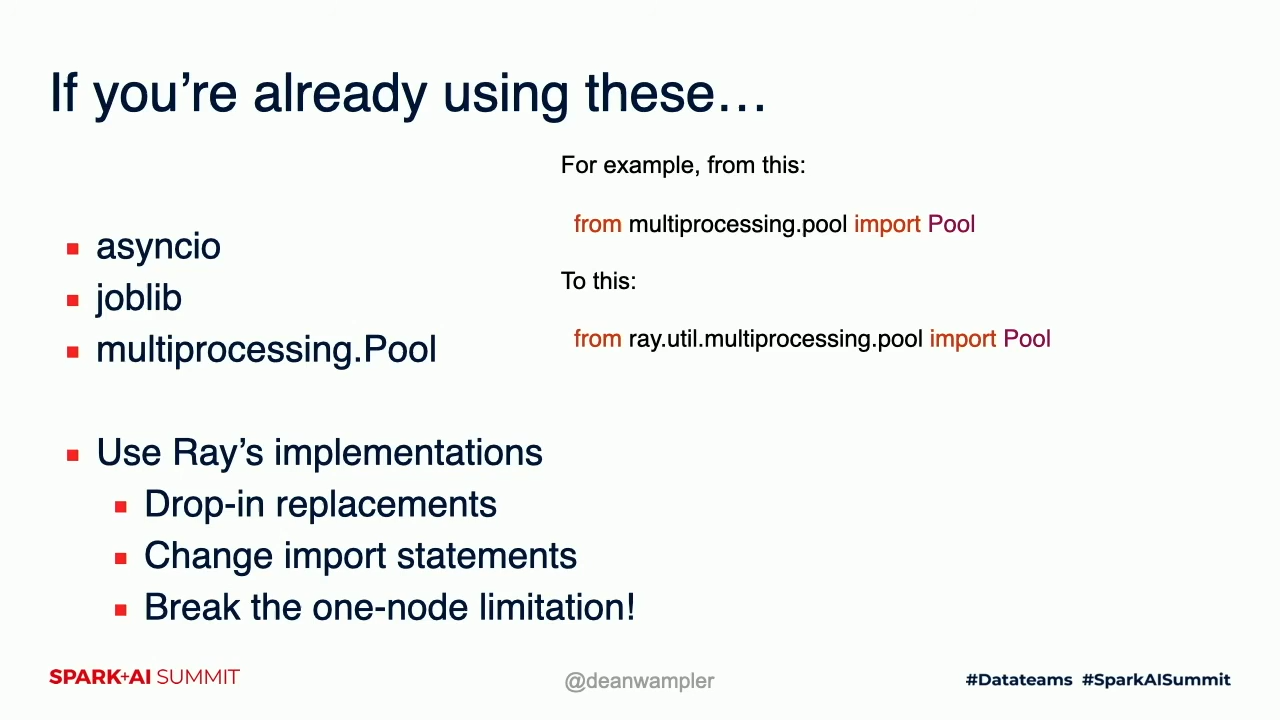 If you’re already using these…
asyncio
joblib
multiprocessing.Pool
Use Ray’s implementations
Drop-in replacements
Change import statements
Break the one-node limitation!
For example, from this:
from multiprocessing.pool import Pool
To this:
from ray.util.multiprocessing.pool import Pool
SPARK+AI SUMMIT
@deanwampler
#Datateams #SparkAISummit